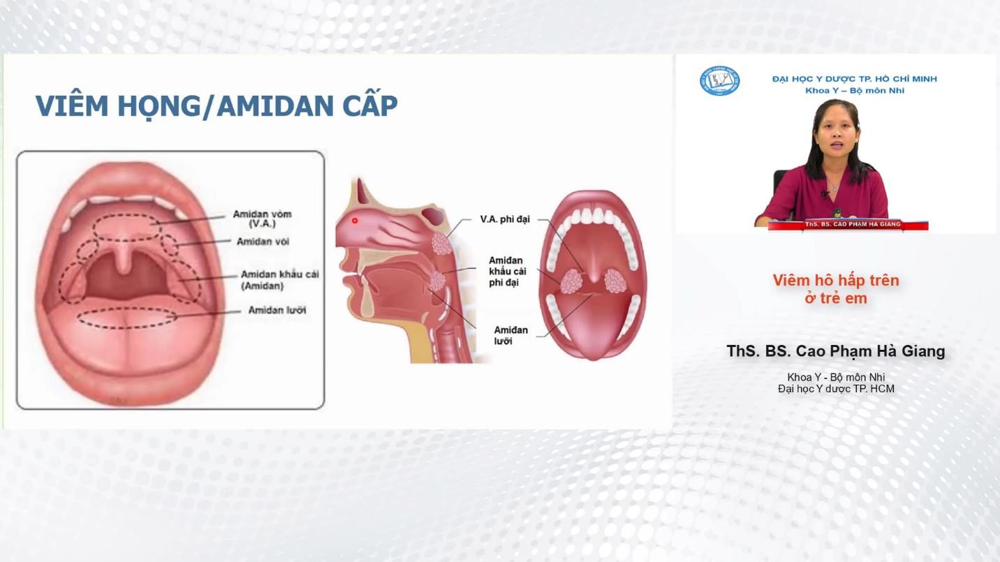 VIÊM HỌNG/AMIDAN CẤP
Amidan vòm
(V.A.)
Amidan vòi
Amidan khẩu cái
(Amidan)
Amidan lưỡi
V.A. phì đại
Amiđan
khẩu cái
phì đại
Amiđan
lưỡi
ĐẠI HỌC Y DƯỢC TP. HỒ CHÍ MINH
Khoa Y – Bộ môn Nhi
ThS. BS. CAO PHẠM HÀ GIANG
Viêm hô hấp trên
ở trẻ em
ThS. BS. Cao Phạm Hà Giang
Khoa Y - Bộ môn Nhi
Đại học Y dược TP. HCM